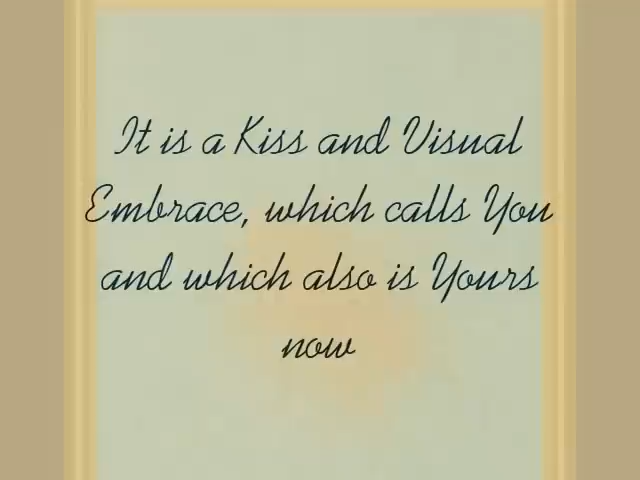 It is a Kiss and Visual
Embrace, which calls You
and which also is Yours
now